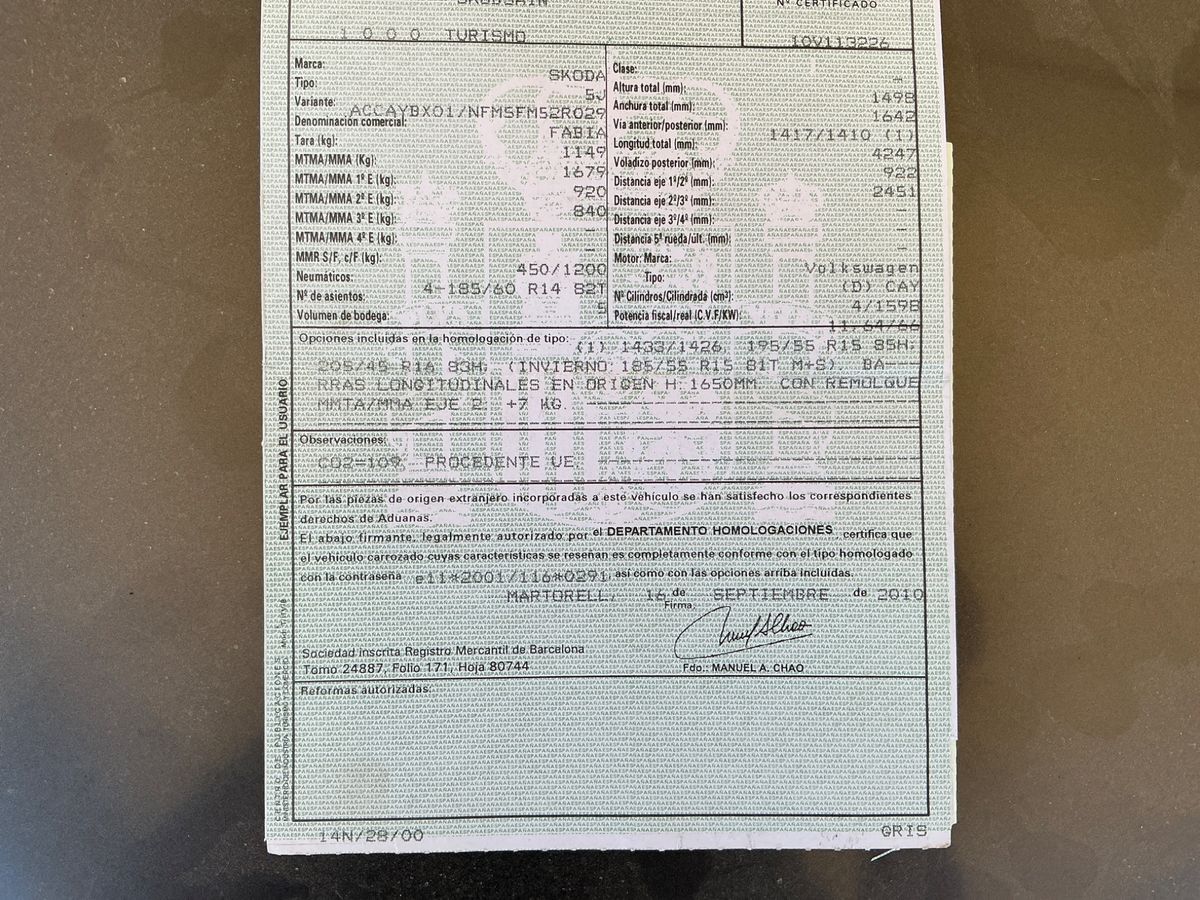 Nº CERTIFICADO
1 0 0 0 TURISMO
10V113226
Marca: SKODA
Tipo: 5J
Variante: ACCAYBX01/NFM5FM52R029
Denominación comercial: FABIA
Tara (kg): 1149
MTMA/MMA (Kg): 1679
MTMA/MMA 1º E (kg): 920
MTMA/MMA 2º E (kg): 840
MTMA/MMA 3º E (kg): -
MTMA/MMA 4º E (kg): -
MMR S/F, c/F (kg): 450/1200
Neumáticos: 4-185/60 R14 82T
Nº de asientos: 5
Volumen de bodega:
Clase: -
Altura total (mm): 1498
Anchura total (mm): 1642
Via anterior/posterior (mm): 1417/1410 (1)
Longitud total (mm): 4247
Voladizo posterior (mm): 922
Distancia eje 1º/2º (mm): 2451
Distancia eje 2º/3º (mm): -
Distancia eje 3º/4º (mm): -
Distancia 5ª rueda/ult. (mm): -
Motor: Marca: Volkswagen
Tipo: (D) CAY
Nº Cilindros/Cilindrada (cm³): 4/1598
Potencia fiscal/real (C.V.F/KW): 11,64/66
Opciones incluidas en la homologación de tipo: (1) 1433/1426. 195/55 R15 85H,
205/45 R16 83H. (INVIERNO:185/55 R15 81T M+S). BA---
RRAS LONGITUDINALES EN ORIGEN H:1650MM. CON REMOLQUE
MMTA/MMA EJE 2: +7 KG.
Observaciones:
CO2-109. PROCEDENTE UE.
Por las piezas de origen extranjero incorporadas a este vehículo se han satisfecho los correspondientes
derechos de Aduanas.
El abajo firmante, legalmente autorizado por el DEPARTAMENTO HOMOLOGACIONES certifica que
el vehículo carrozado cuyas características se reseñan es completamente conforme con el tipo homologado
con la contraseña e11*2001/116*0291 así como con las opciones arriba incluidas.
MARTORELL, 16 de SEPTIEMBRE de 2010
Firma,
Sociedad inscrita Registro Mercantil de Barcelona
Tomo 24887, Folio 171, Hoja 80744
Fdo.: MANUEL A. CHAO
Reformas autorizadas:
14N/28/00
GRIS
EJEMPLAR PARA EL USUARIO
CENTRO DE PUBLICACIONES